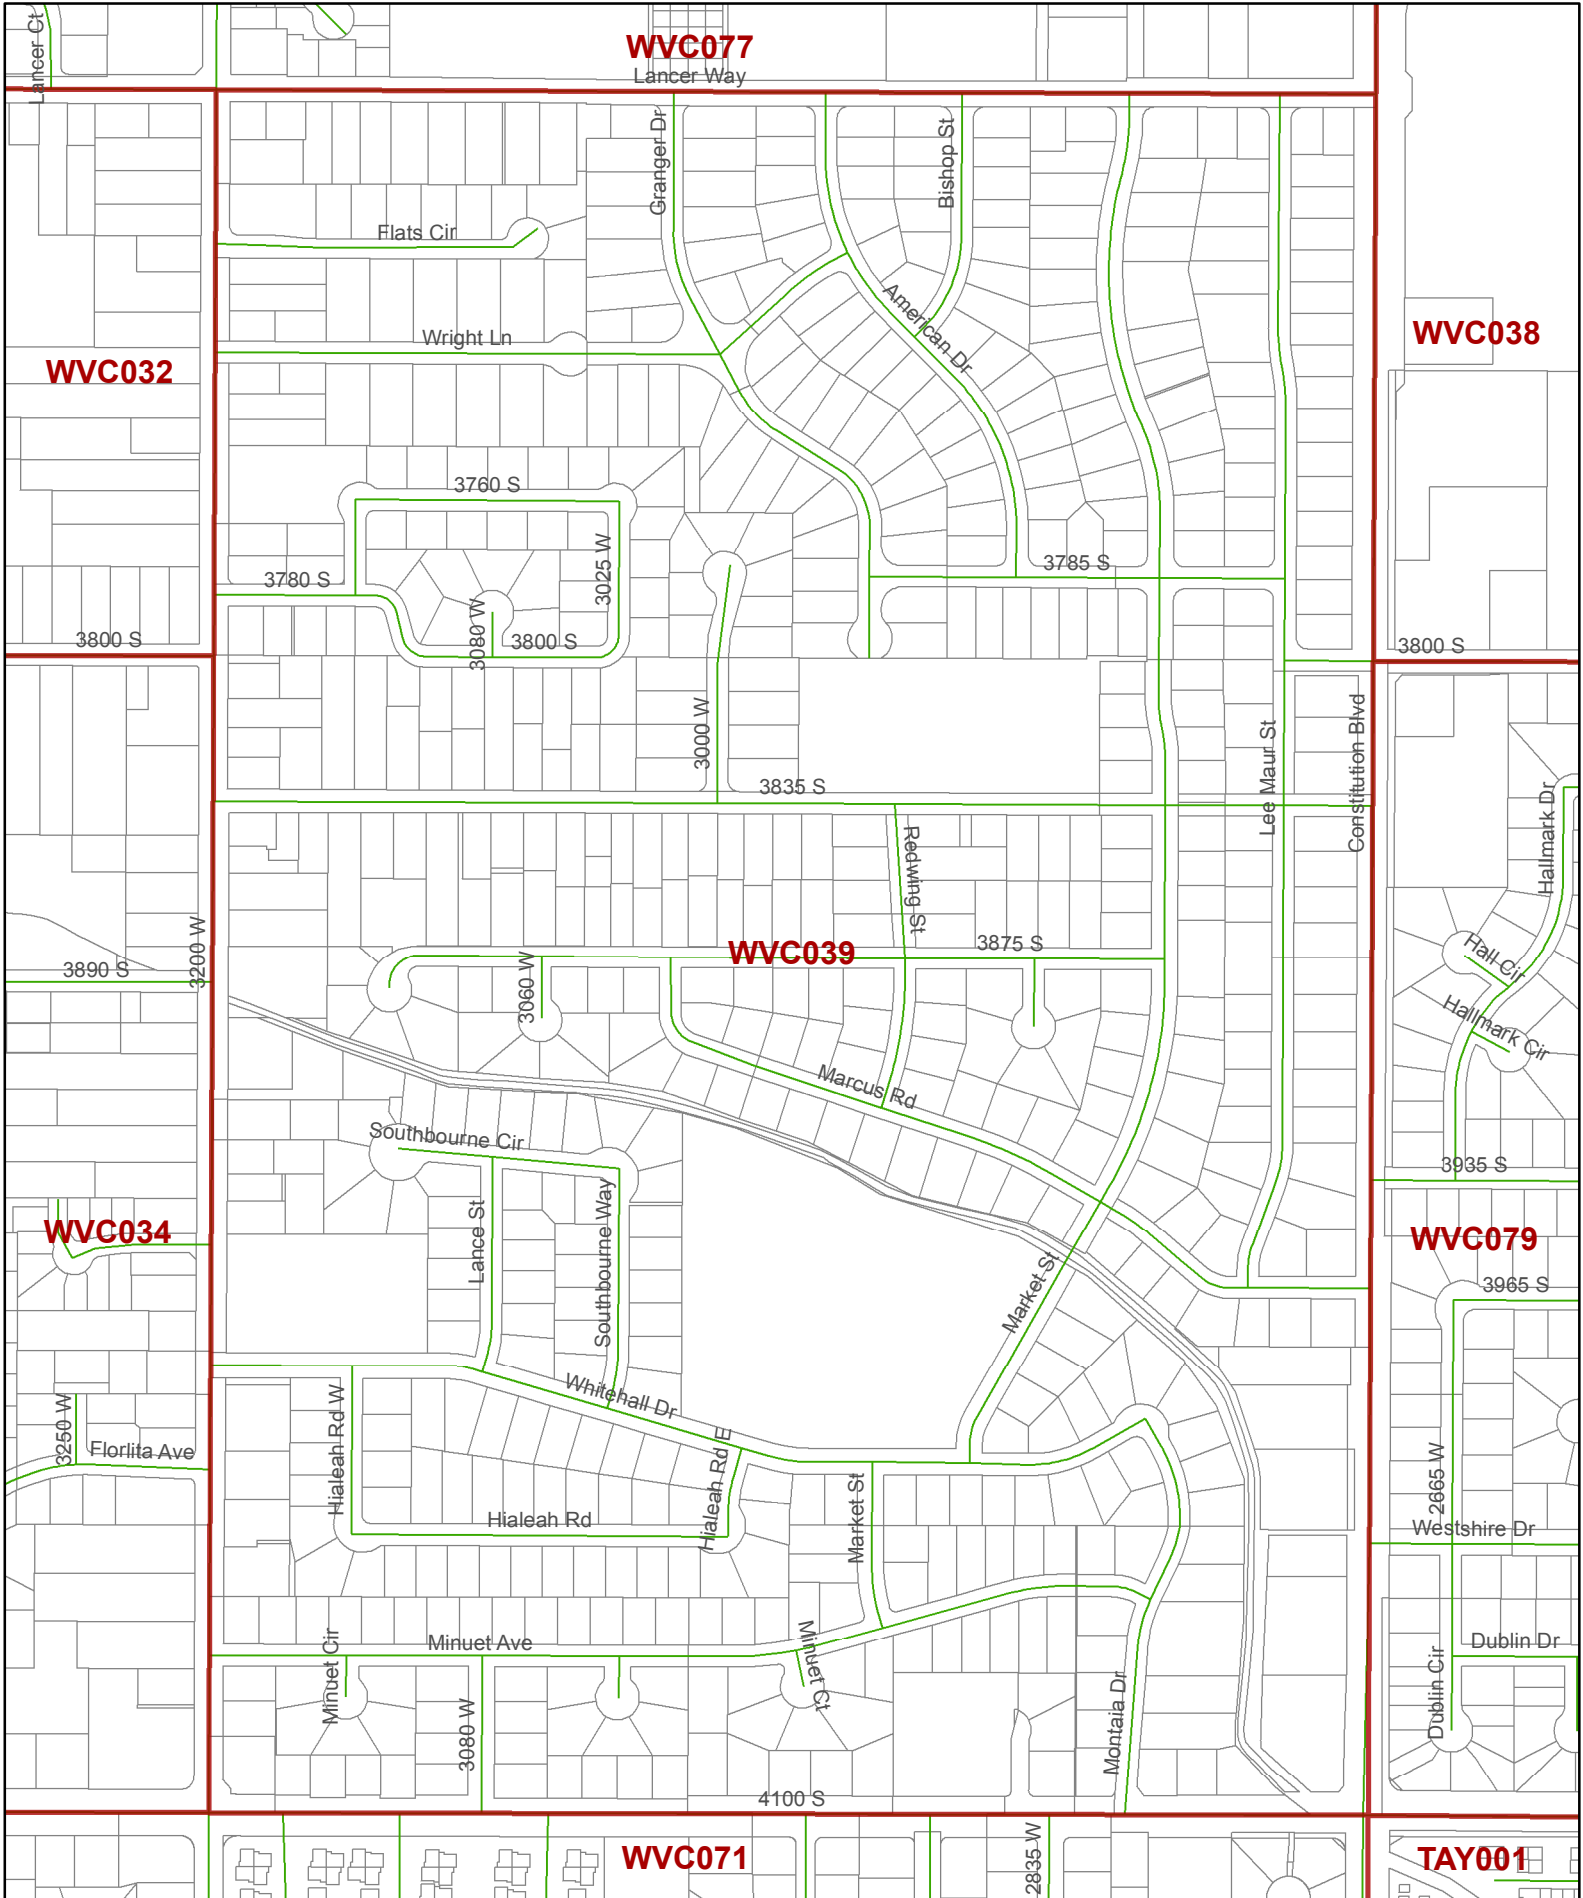 Lancer Ct
WVC077
Lancer Way
Granger Dr
Bishop St
Flats Cir
American Dr
Wright Ln
WVC038
WVC032
3760 S
3025 W
3785 S
3780 S
3080 W
3800 S
3800 S
3800 S
3000 W
Lee Maur St
Constitution Blvd
3835 S
Hallmark Dr
Redwing St
3200 W
3875 S
WVC039
Hall Cir
3890 S
3060 W
Hallmark Cir
Marcus Rd
Southbourne Cir
3935 S
Lance St
Southbourne Way
WVC034
WVC079
Market St
3965 S
Whitehall Dr
Hialeah Rd W
3250 W
Florlita Ave
Hialeah Rd E
2665 W
Hialeah Rd
Market St
Westshire Dr
Minuet Cir
Minuet Ave
Minuet Ct
Dublin Dr
Dublin Cir
3080 W
Montaia Dr
4100 S
WVC071
2835 W
TAY001